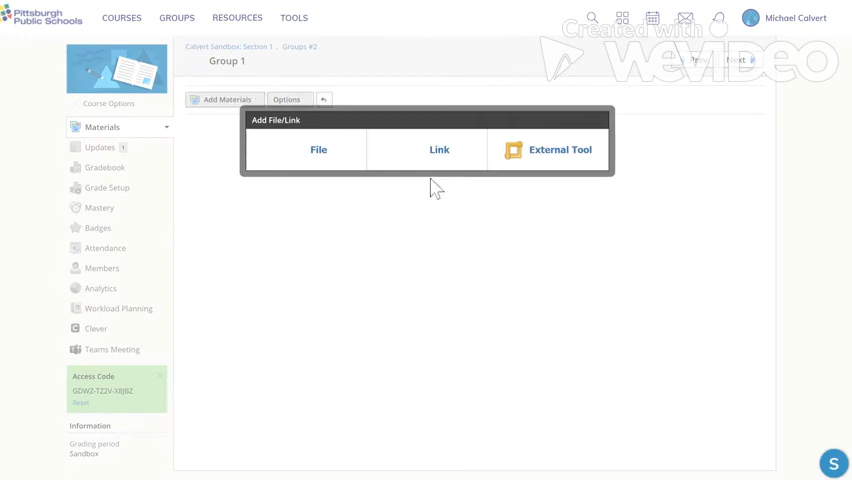 Pittsburgh
Public Schools
COURSES
GROUPS
RESOURCES
TOOLS
Michael Calvert
Created with
WeVideo
Calvert Sandbox: Section 1 . Groups #2
Group 1
Prev
Next
Course Options
Add Materials
Options
Add File/Link
File
Link
External Tool
Materials
Updates 1
Gradebook
Grade Setup
Mastery
Badges
Attendance
Members
Analytics
Workload Planning
C Clever
Teams Meeting
Access Code
GDWZ-TZ2V-X8JBZ
Reset
Information
Grading period
Sandbox
S